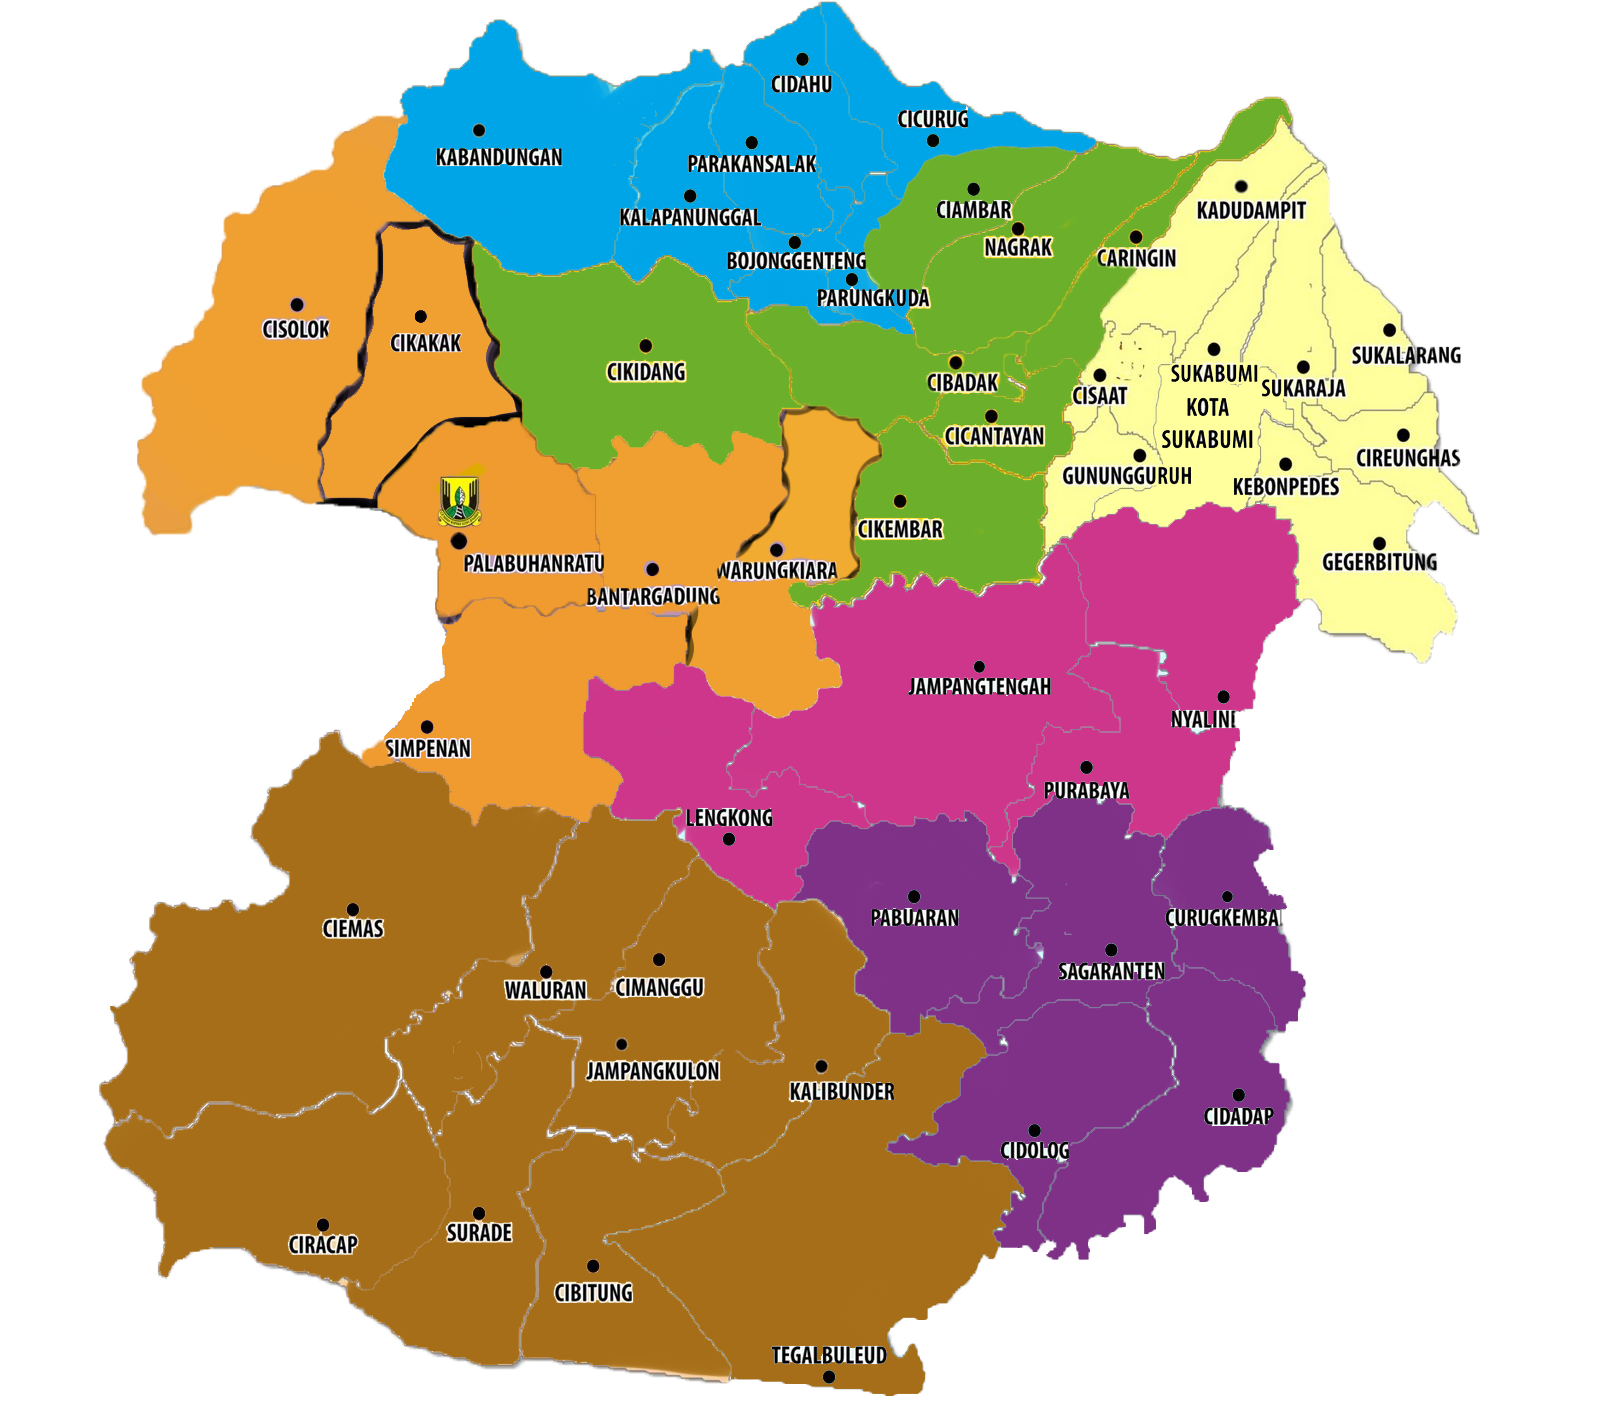 CIDAHU
CICURUG
KABANDUNGAN
PARAKANSALAK
KALAPANUNGGAL
CIAMBAR
KADUDAMPIT
NAGRAK
CARINGIN
BOJONGGENTENG
PARUNGKUDA
CISOLOK
CIKAKAK
CIKIDANG
CIBADAK
SUKALARANG
SUKABUMI
SUKARAJA
CISAAT
KOTA
SUKABUMI
CICANTAYAN
CIREUNGHAS
GUNUNGGURUH
KEBONPEDES
CIKEMBAR
PALABUHANRATU
WARUNGKIARA
GEGERBITUNG
BANTARGADUNG
JAMPANGTENGAH
NYALIND
SIMPENAN
PURABAYA
LENGKONG
CIEMAS
PABUARAN
CURUGKEMBA
SAGARANTEN
WALURAN
CIMANGGU
JAMPANGKULON
KALIBUNDER
CIDADAP
CIDOLOG
CIRACAP
SURADE
CIBITUNG
TEGALBULEUD